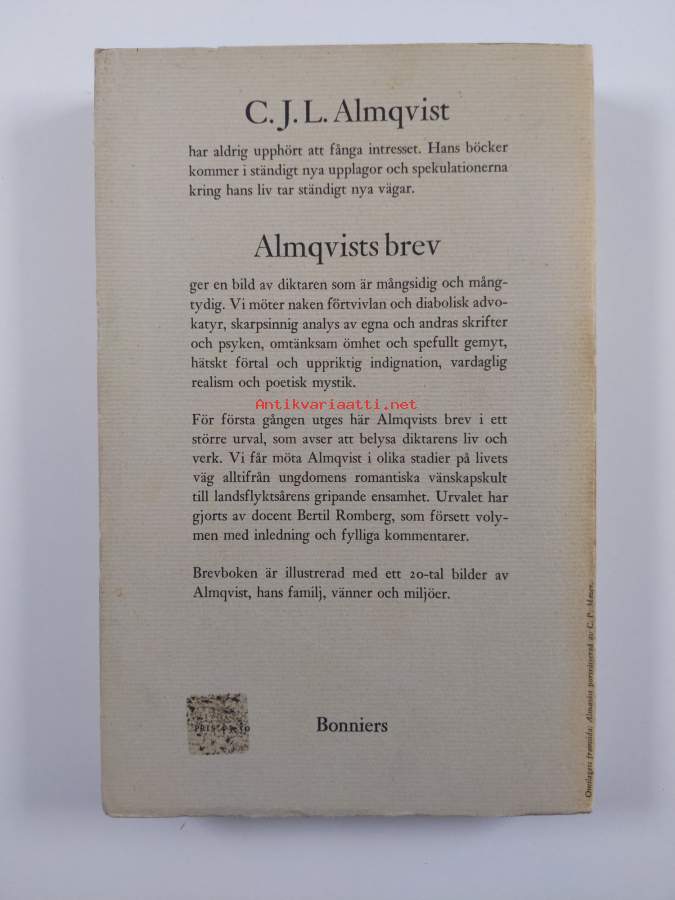 C. J. L. Almqvist
har aldrig upphört att fånga intresset. Hans böcker
kommer i ständigt nya upplagor och spekulationerna
kring hans liv tar ständigt nya vägar.
Almqvists brev
ger en bild av diktaren som är mångsidig och mång-
tydig. Vi möter naken förtvivlan och diabolisk advo-
katyr, skarpsinnig analys av egna och andras skrifter
och psyken, omtänksam ömhet och spefullt gemyt,
hätskt förtal och uppriktig indignation, vardaglig
realism och poetisk mystik.
Antikvariaatti.net
För första gången utges här Almqvists brev i ett
större urval, som avser att belysa diktarens liv och
verk. Vi får möta Almqvist i olika stadier på livets
väg alltifrån ungdomens romantiska vänskapskult
till landsflyktsårens gripande ensamhet. Urvalet har
gjorts av docent Bertil Romberg, som försett voly-
men med inledning och fylliga kommentarer.
Brevboken är illustrerad med ett 20-tal bilder av
Almqvist, hans familj, vänner och miljöer.
PRIS
Bonniers
Omslagets framsida: Almqvist porträtterad av C. P. Mazer.